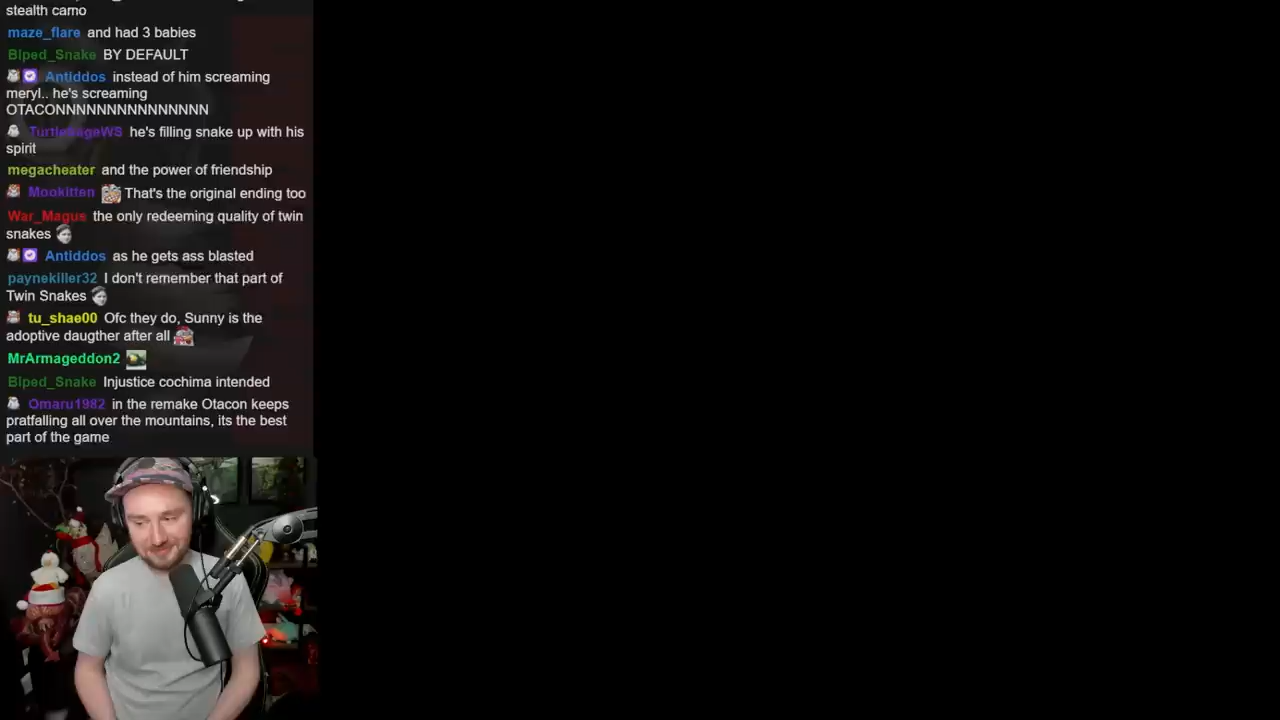 stealth camo
maze_flare and had 3 babies
Biped_Snake BY DEFAULT
Antiddos instead of him screaming
meryl.. he's screaming
OTACONNNNNNNNNNNNNNN
TurtlesageWS he's filling snake up with his
spirit
megacheater and the power of friendship
Mookitten That's the original ending too
War_Magus the only redeeming quality of twin
snakes
Antiddos as he gets ass blasted
paynekiller32 I don't remember that part of
Twin Snakes
tu_shae00 Ofc they do, Sunny is the
adoptive daugther after all
MrArmageddon2
Biped_Snake Injustice cochima intended
Omaru1982 in the remake Otacon keeps
pratfalling all over the mountains, its the best
part of the game